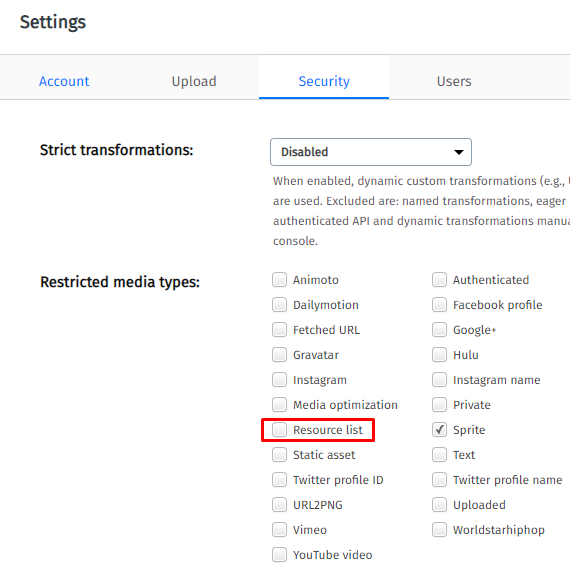 Settings
Account Upload Security Users
Strict transformations: Disabled
When enabled, dynamic custom transformations (e.g.,
are used. Excluded are: named transformations, eager
authenticated API and dynamic transformations manua
console.
Restricted media types:
Animoto Authenticated
Dailymotion Facebook profile
Fetched URL Google+
Gravatar Hulu
Instagram Instagram name
Media optimization Private
Resource list Sprite
Static asset Text
Twitter profile ID Twitter profile name
URL2PNG Uploaded
Vimeo Worldstarhiphop
YouTube video